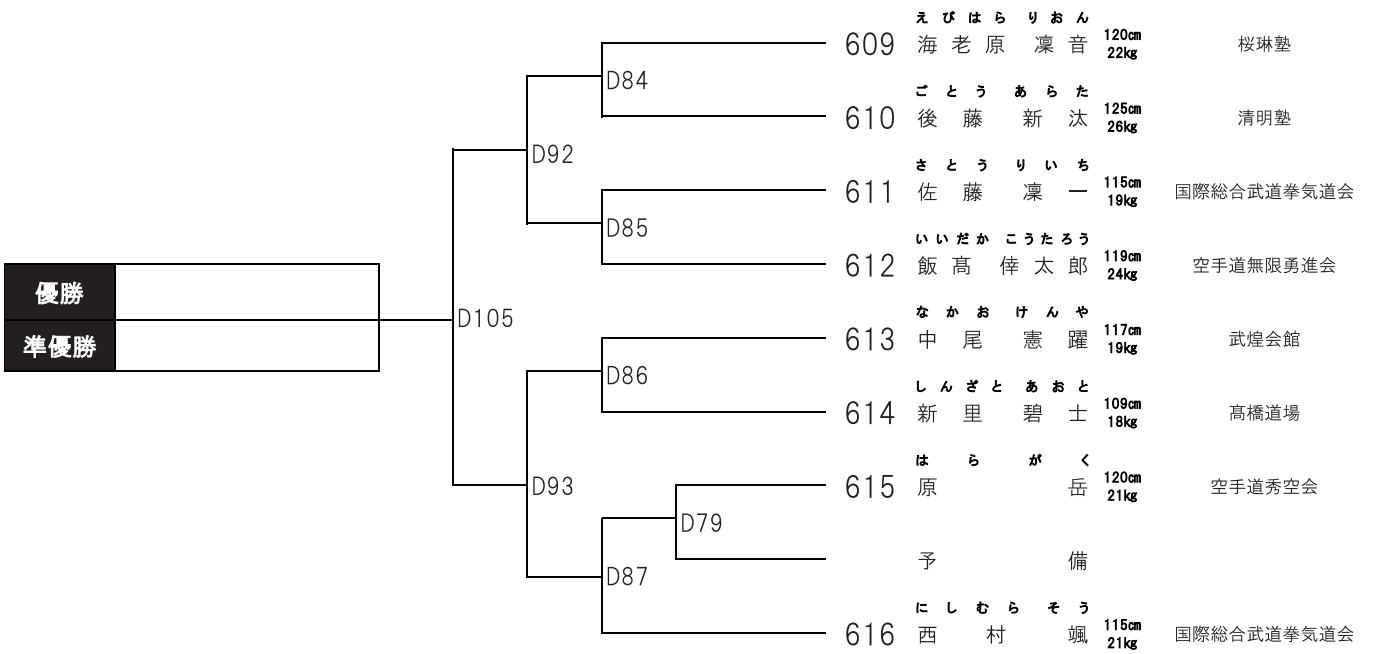 えびはら りおん
609 海老原 凜音 120cm 22kg 桜琳塾
D84
ごとう あらた
610 後藤 新汰 125cm 26kg 清明塾
D92
さとう りいち
611 佐藤 凜一 115cm 19kg 国際総合武道拳気道会
D85
いいだか こうたろう
612 飯髙 倖太郎 119cm 24kg 空手道無限勇進会
優勝
D105
準優勝
なかお けんや
613 中尾 憲躍 117cm 19kg 武煌会館
D86
しんざと あおと
614 新里 碧士 109cm 18kg 髙橋道場
D93
はら がく
615 原 岳 120cm 21kg 空手道秀空会
D79
予備
D87
にしむら そう
616 西村 颯 115cm 21kg 国際総合武道拳気道会